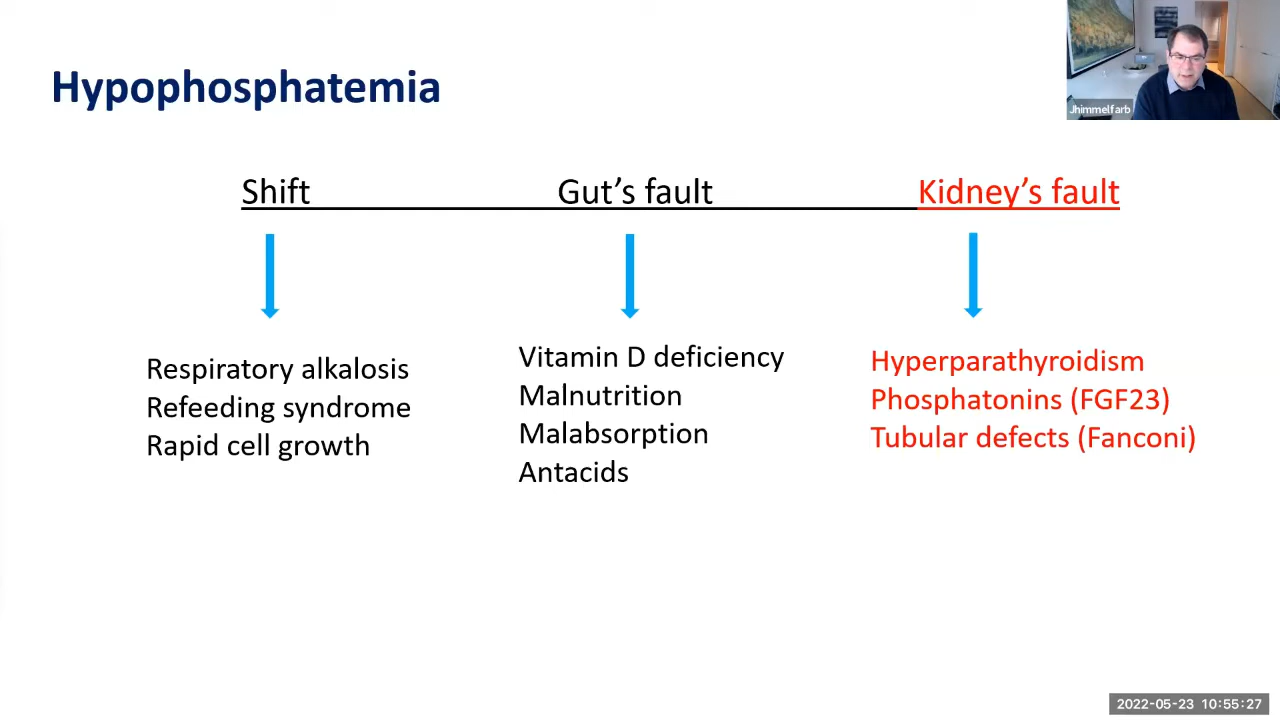 Jhimmelfarb
Hypophosphatemia
Shift
Gut’s fault
Kidney’s fault
Respiratory alkalosis
Refeeding syndrome
Rapid cell growth
Vitamin D deficiency
Malnutrition
Malabsorption
Antacids
Hyperparathyroidism
Phosphatonins (FGF23)
Tubular defects (Fanconi)
2022-05-23 10:55:27